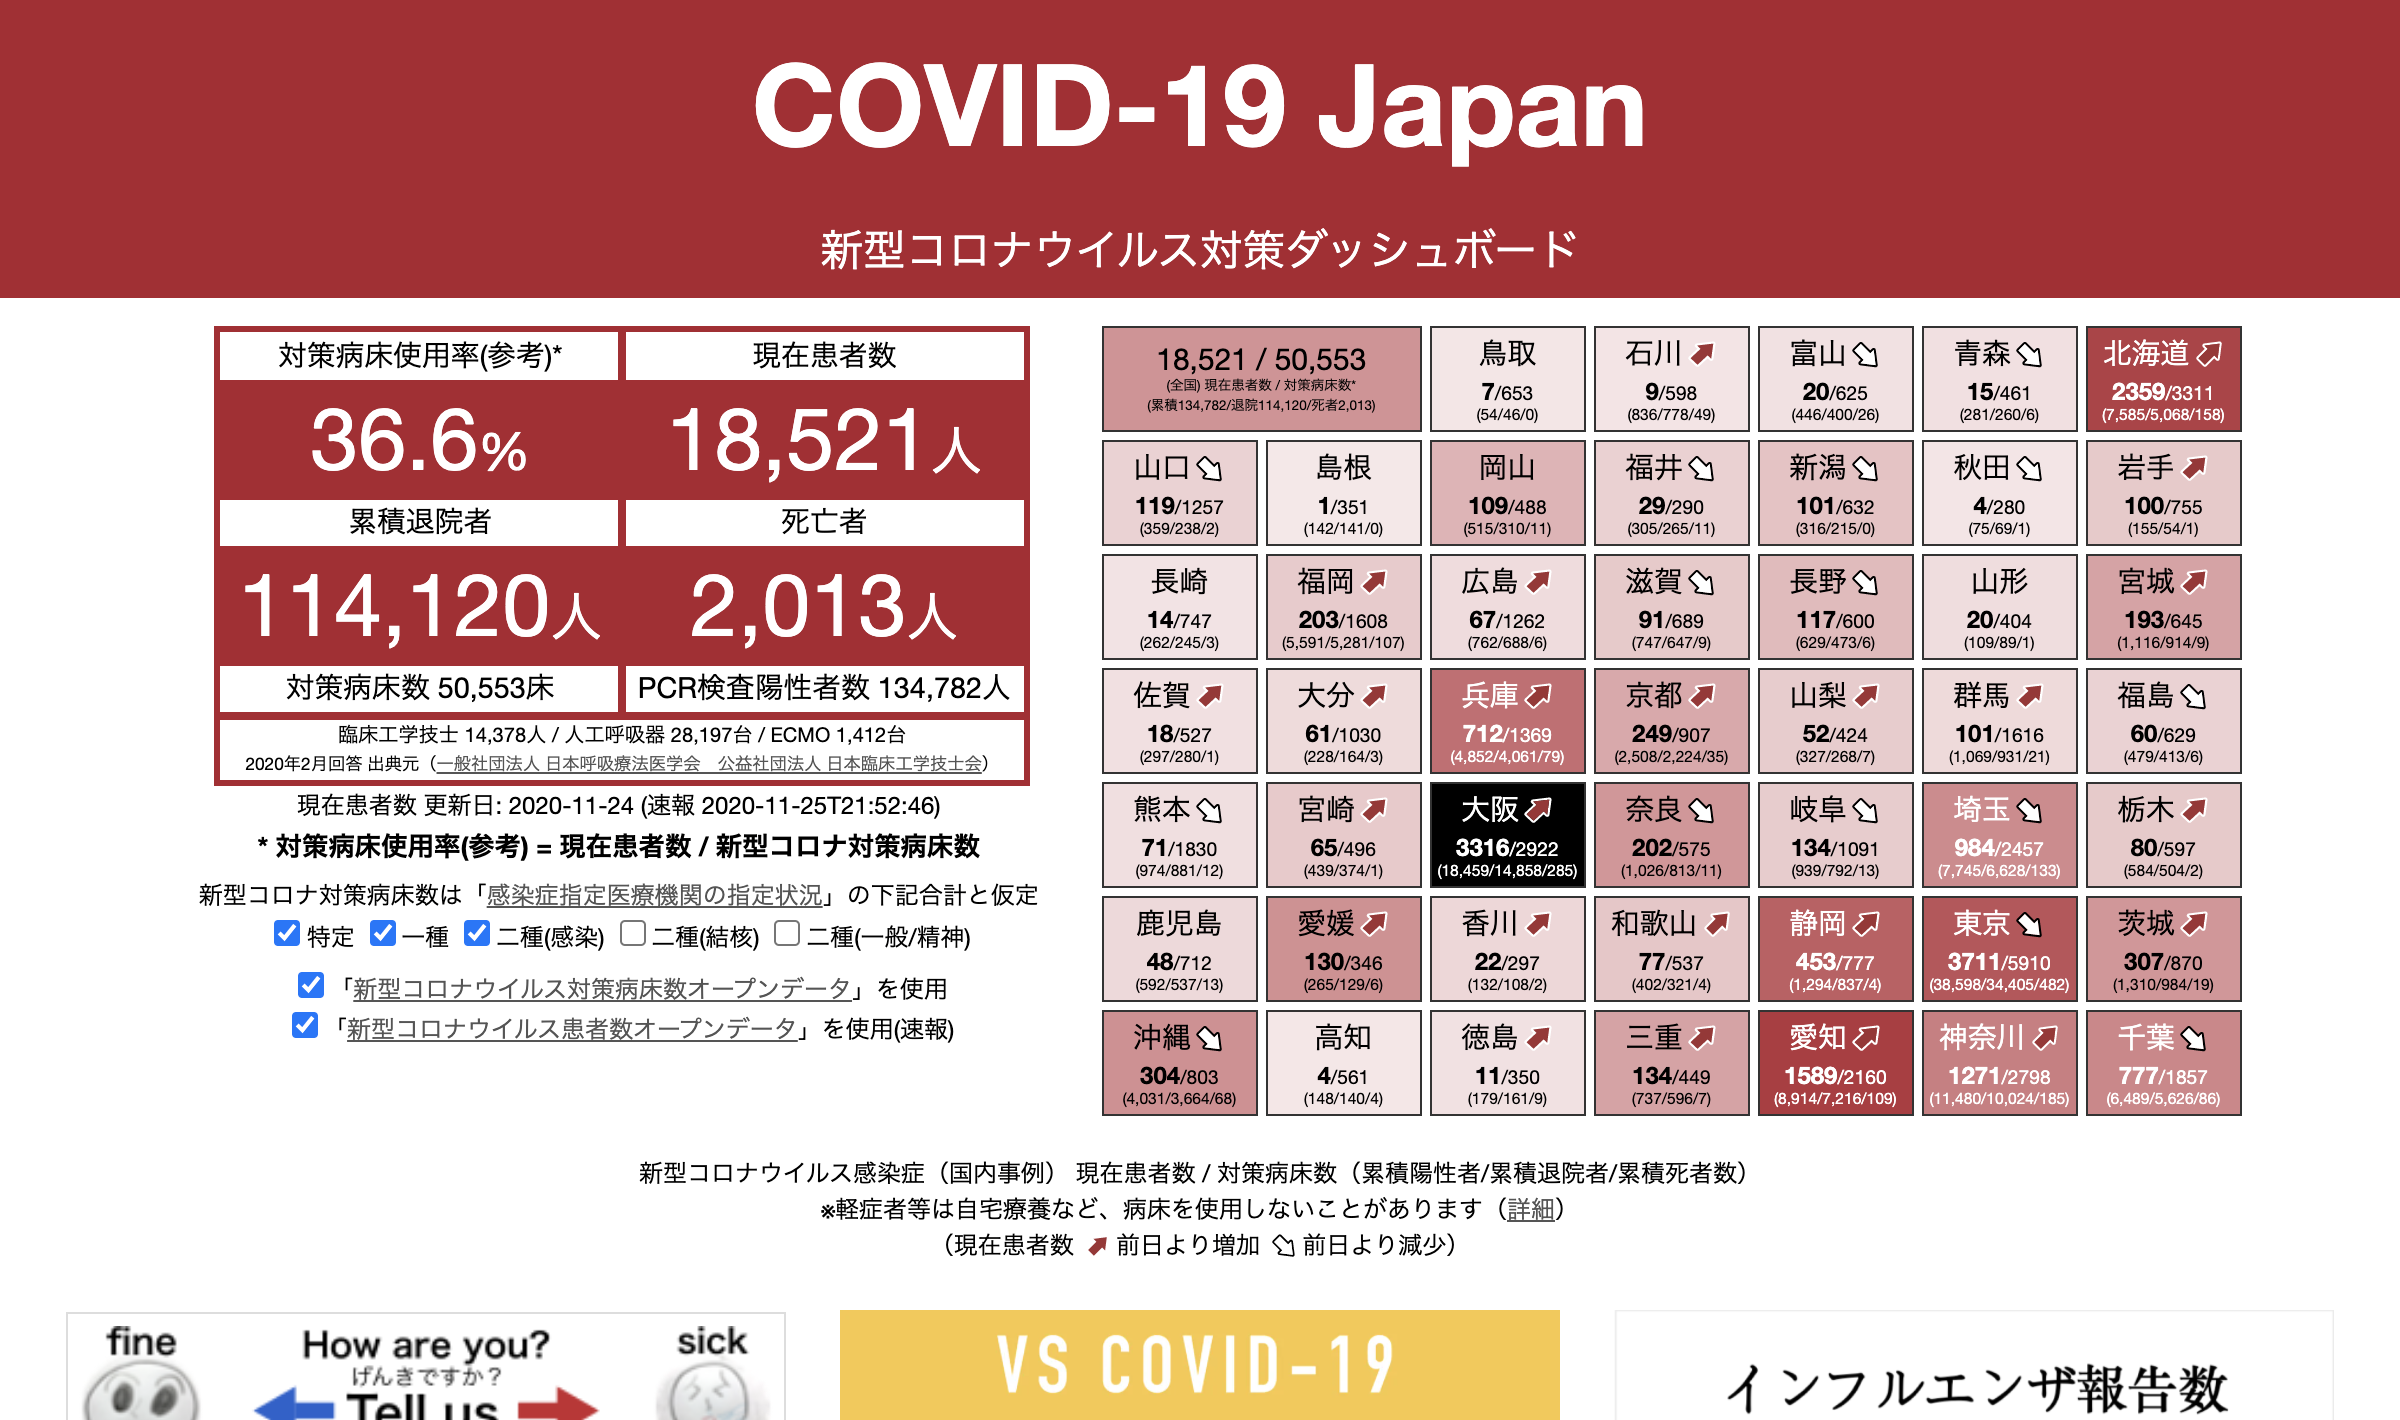 COVID-19 Japan
新型コロナウイルス対策ダッシュボード
対策病床使用率(参考)*
現在患者数
36.6%
18,521人
累積退院者
死亡者
114,120人
2,013人
対策病床数 50,553床
PCR検査陽性者数 134,782人
臨床工学技士 14,378人 / 人工呼吸器 28,197台 / ECMO 1,412台
2020年2月回答 出典元（一般社団法人 日本呼吸療法医学会　公益社団法人 日本臨床工学技士会）
現在患者数 更新日: 2020-11-24 (速報 2020-11-25T21:52:46)
* 対策病床使用率(参考) = 現在患者数 / 新型コロナ対策病床数
新型コロナ対策病床数は「感染症指定医療機関の指定状況」の下記合計と仮定
特定 一種 二種(感染) 二種(結核) 二種(一般/精神)
「新型コロナウイルス対策病床数オープンデータ」を使用
「新型コロナウイルス患者数オープンデータ」を使用(速報)
18,521 / 50,553
(全国) 現在患者数 / 対策病床数*
(累積134,782/退院114,120/死者2,013)
鳥取
7/653
(54/46/0)
石川
9/598
(836/778/49)
富山
20/625
(446/400/26)
青森
15/461
(281/260/6)
北海道
2359/3311
(7,585/5,068/158)
山口
119/1257
(359/238/2)
島根
1/351
(142/141/0)
岡山
109/488
(515/310/11)
福井
29/290
(305/265/11)
新潟
101/632
(316/215/0)
秋田
4/280
(75/69/1)
岩手
100/755
(155/54/1)
長崎
14/747
(262/245/3)
福岡
203/1608
(5,591/5,281/107)
広島
67/1262
(762/688/6)
滋賀
91/689
(747/647/9)
長野
117/600
(629/473/6)
山形
20/404
(109/89/1)
宮城
193/645
(1,116/914/9)
佐賀
18/527
(297/280/1)
大分
61/1030
(228/164/3)
兵庫
712/1369
(4,852/4,061/79)
京都
249/907
(2,508/2,224/35)
山梨
52/424
(327/268/7)
群馬
101/1616
(1,069/931/21)
福島
60/629
(479/413/6)
熊本
71/1830
(974/881/12)
宮崎
65/496
(439/374/1)
大阪
3316/2922
(18,459/14,858/285)
奈良
202/575
(1,026/813/11)
岐阜
134/1091
(939/792/13)
埼玉
984/2457
(7,745/6,628/133)
栃木
80/597
(584/504/2)
鹿児島
48/712
(592/537/13)
愛媛
130/346
(265/129/6)
香川
22/297
(132/108/2)
和歌山
77/537
(402/321/4)
静岡
453/777
(1,294/837/4)
東京
3711/5910
(38,598/34,405/482)
茨城
307/870
(1,310/984/19)
沖縄
304/803
(4,031/3,664/68)
高知
4/561
(148/140/4)
徳島
11/350
(179/161/9)
三重
134/449
(737/596/7)
愛知
1589/2160
(8,914/7,216/109)
神奈川
1271/2798
(11,480/10,024/185)
千葉
777/1857
(6,489/5,626/86)
新型コロナウイルス感染症（国内事例） 現在患者数 / 対策病床数（累積陽性者/累積退院者/累積死者数）
※軽症者等は自宅療養など、病床を使用しないことがあります（詳細）
（現在患者数 前日より増加 前日より減少）
fine
How are you?
sick
げんきですか？
Tell us
VS COVID-19
インフルエンザ報告数